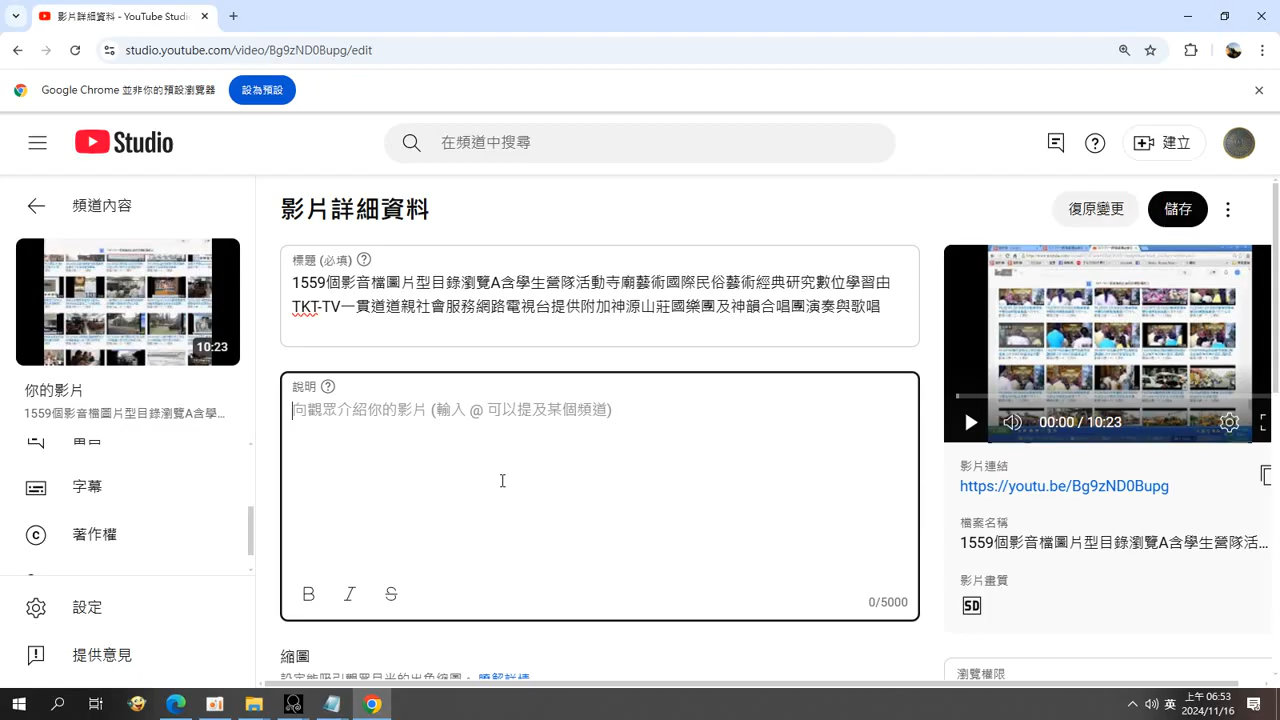 影片詳細資料 - YouTube Studio
studio.youtube.com/video/Bg9zND0Bupg/edit
Google Chrome 並非你的預設瀏覽器
設為預設
Studio
在頻道中搜尋
建立
頻道內容
影片詳細資料
復原變更
儲存
標題 (必填)
1559個影音檔圖片型目錄瀏覽A含學生營隊活動寺廟藝術國際民俗藝術經典研究數位學習由
TKT-TV一貫道道親社會服務網路電視台提供附加神源山莊國樂團及神韻合唱團演奏與歌唱
10:23
你的影片
1559個影音檔圖片型目錄瀏覽A含學...
說明
向觀眾介紹你的影片 (輸入 @ 可以提及某個頻道)
00:00 / 10:23
字幕
著作權
影片連結
https://youtu.be/Bg9zND0Bupg
檔案名稱
1559個影音檔圖片型目錄瀏覽A含學生營隊活...
影片畫質
SD
設定
0/5000
提供意見
縮圖
瞭解詳情
瀏覽權限
英
上午 06:53
2024/11/16